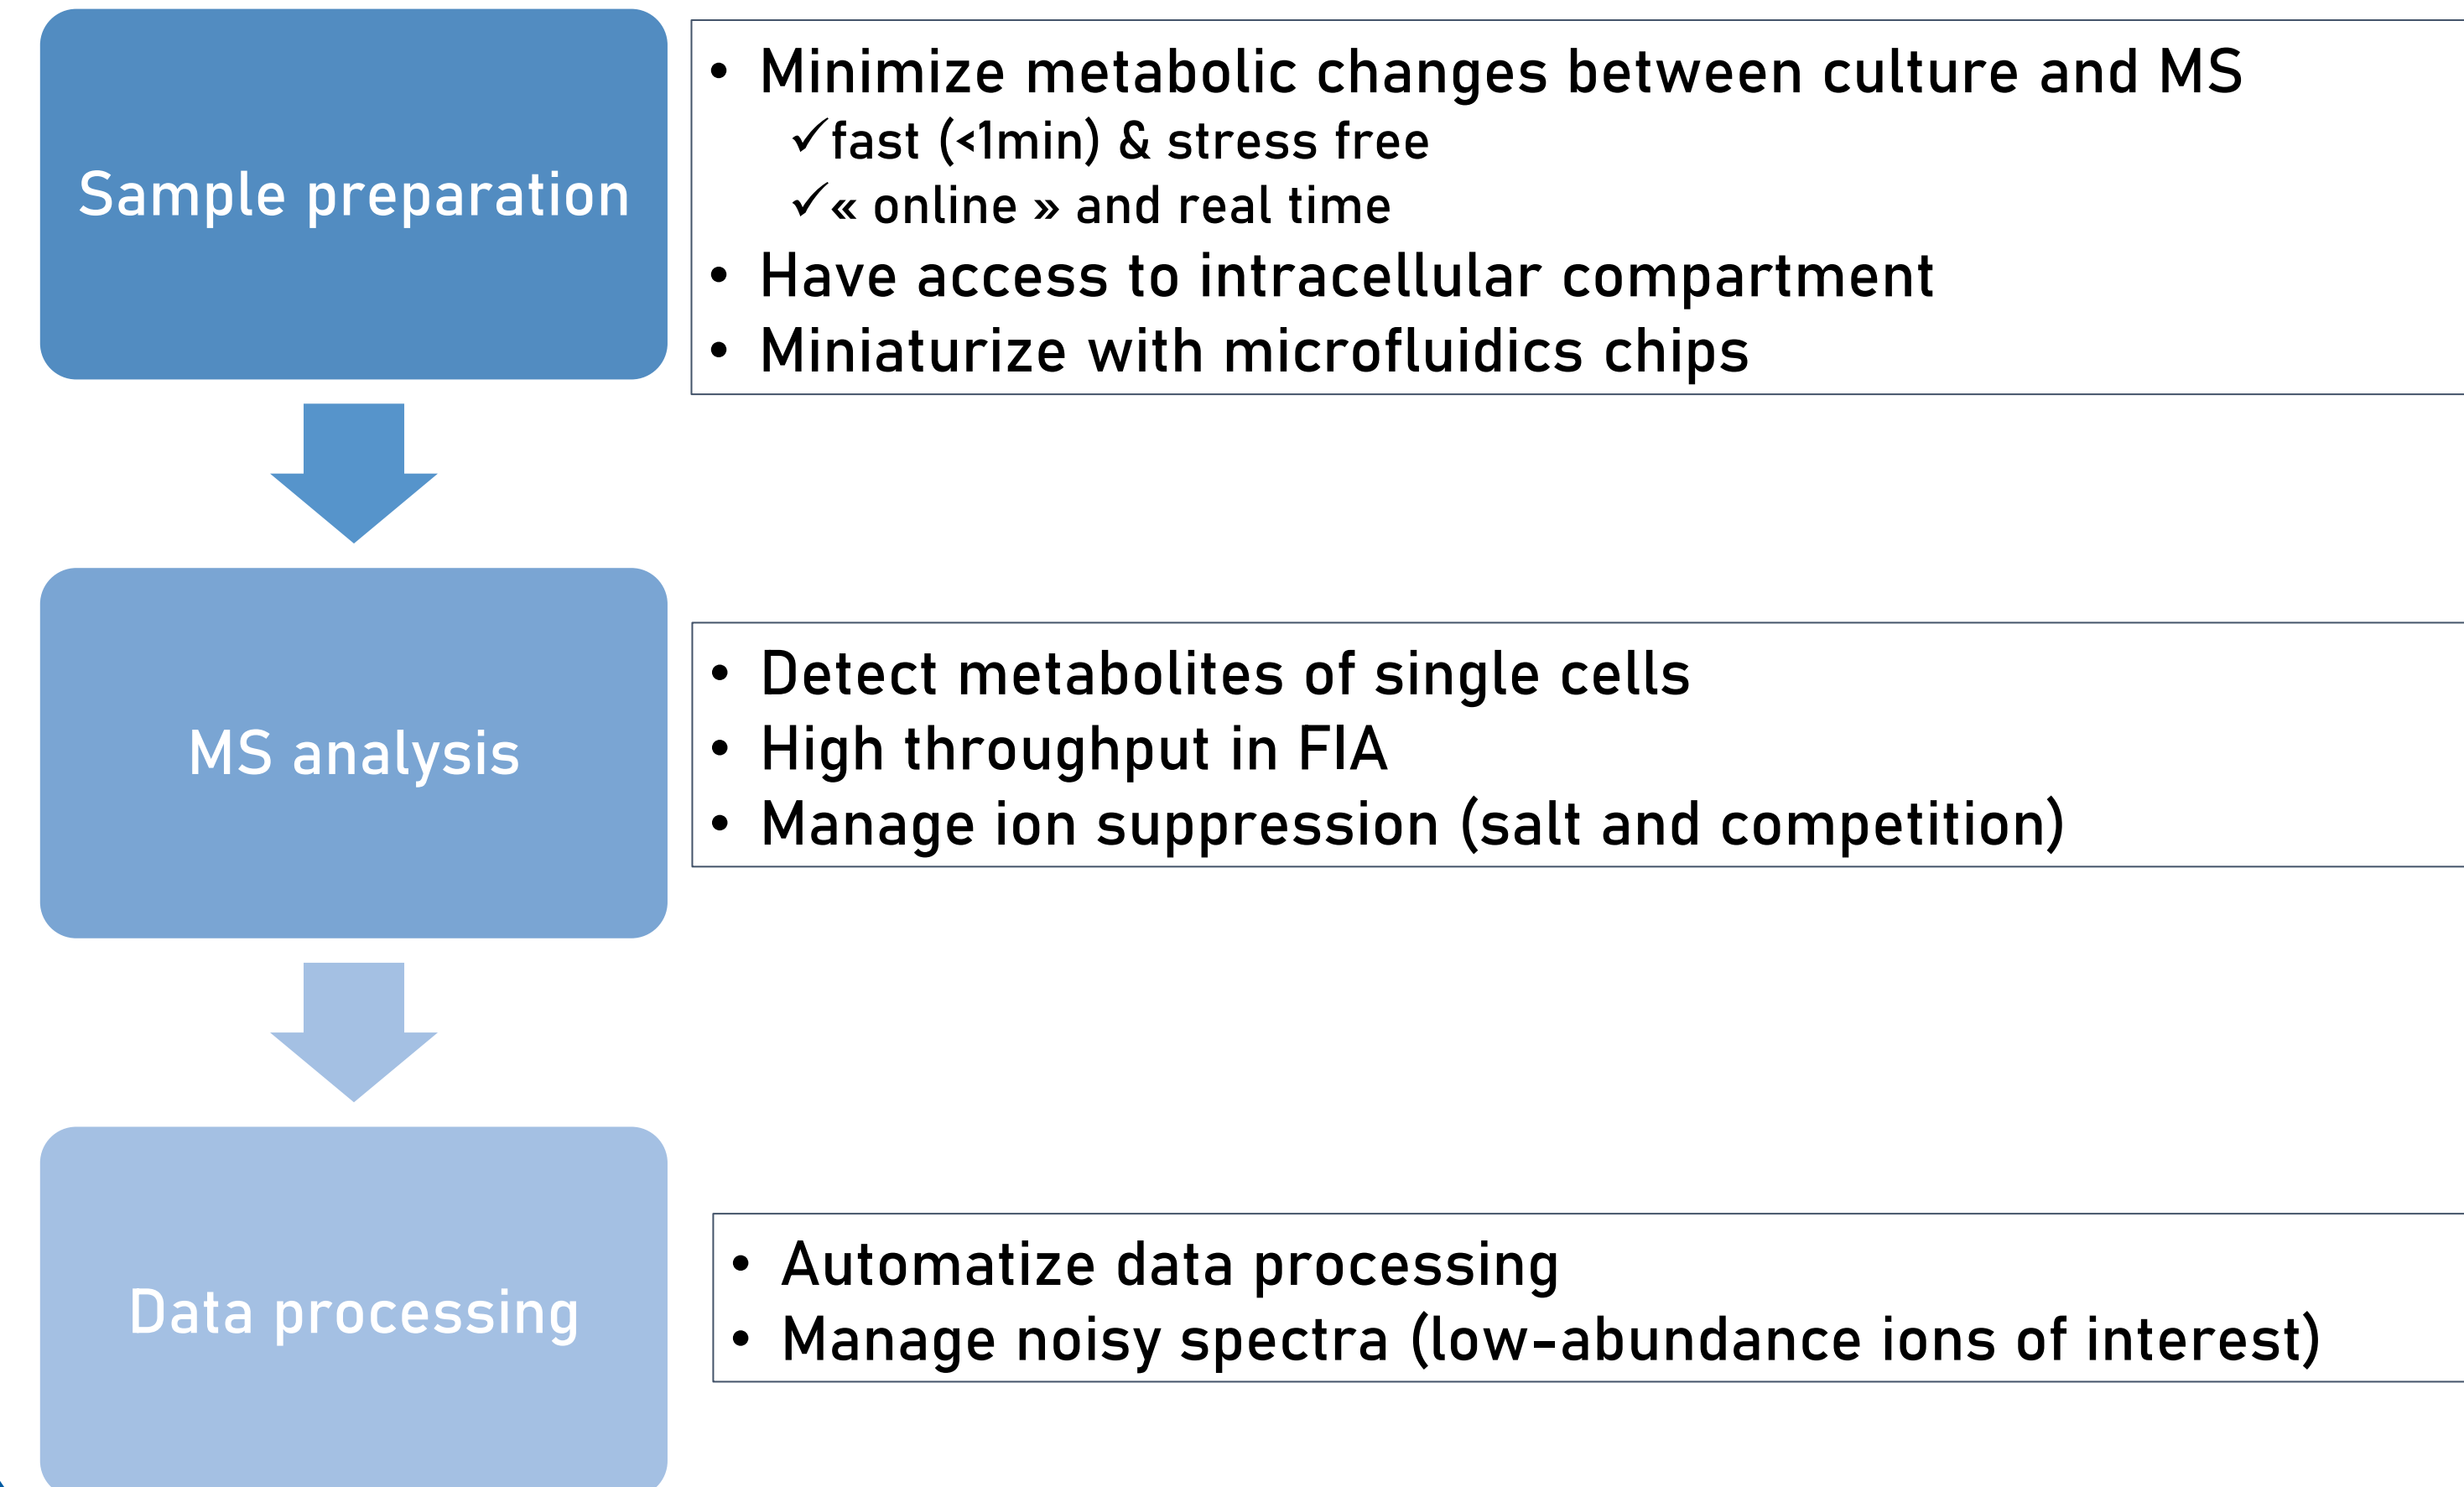 Sample preparation
• Minimize metabolic changes between culture and MS
✓fast (<1min) & stress free
✓« online » and real time
• Have access to intracellular compartment
• Miniaturize with microfluidics chips
MS analysis
• Detect metabolites of single cells
• High throughput in FIA
• Manage ion suppression (salt and competition)
Data processing
• Automatize data processing
• Manage noisy spectra (low-abundance ions of interest)